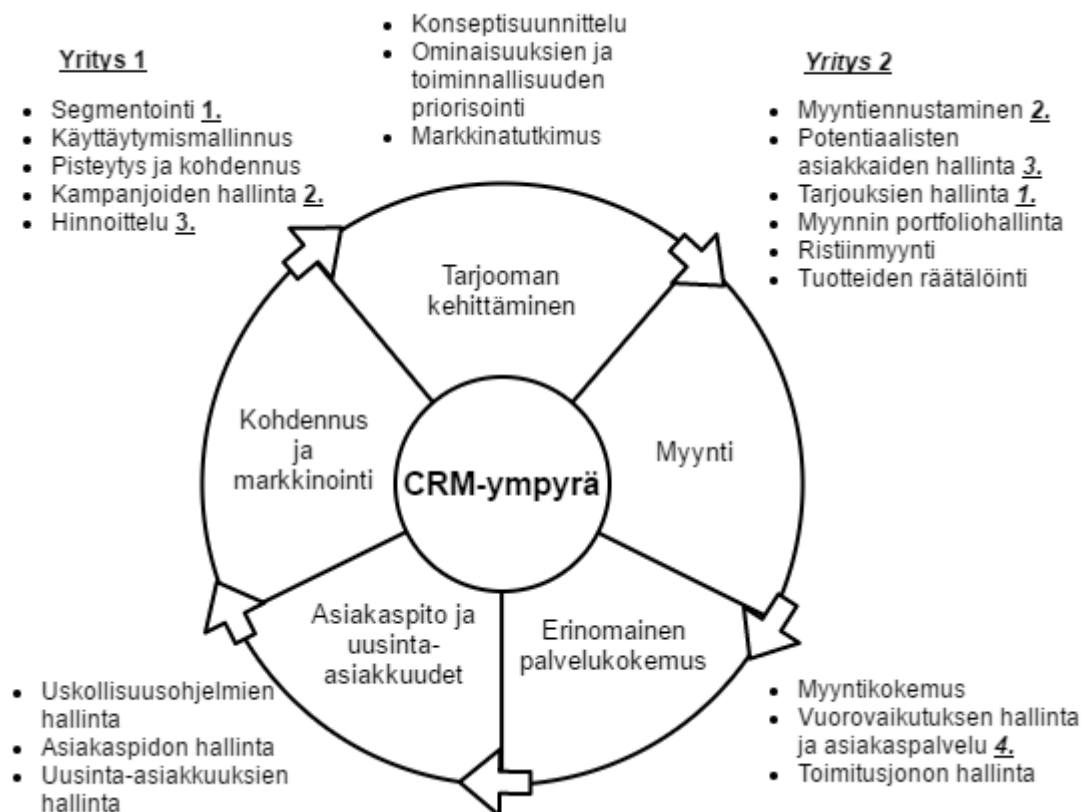 Yritys 1
• Segmentointi 1.
• Käyttäytymismallinnus
• Pisteytys ja kohdennus
• Kampanjoiden hallinta 2.
• Hinnoittelu 3.
• Konseptisuunnittelu
• Ominaisuuksien ja
toiminnallisuuden
priorisointi
• Markkinatutkimus
Yritys 2
• Myyntiennustaminen 2.
• Potentiaalisten
asiakkaiden hallinta 3.
• Tarjouksien hallinta 1.
• Myynnin portfoliohallinta
• Ristiinmyynti
• Tuotteiden räätälöinti
Tarjooman
kehittäminen
Kohdennus
ja
markkinointi
CRM-ympyrä
Myynti
Asiakaspito ja
uusinta-
asiakkuudet
Erinomainen
palvelukokemus
• Uskollisuusohjelmien
hallinta
• Asiakaspidon hallinta
• Uusinta-asiakkuuksien
hallinta
• Myyntikokemus
• Vuorovaikutuksen hallinta
ja asiakaspalvelu 4.
• Toimitusjonon hallinta